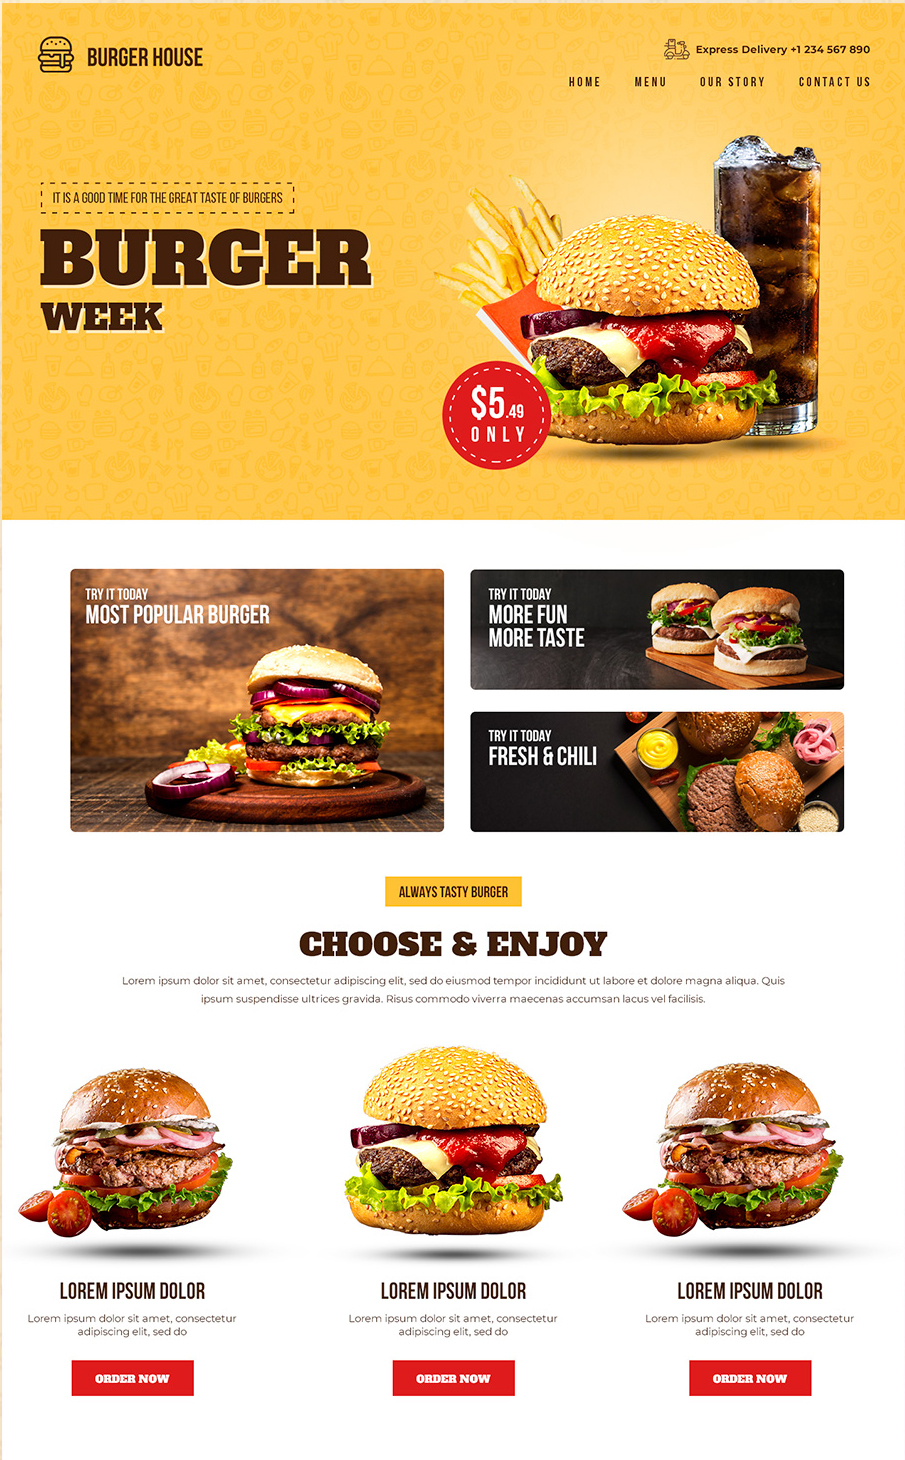 BURGER HOUSE
Express Delivery +1 234 567 890
HOME MENU OUR STORY CONTACT US
IT IS A GOOD TIME FOR THE GREAT TASTE OF BURGERS
BURGER
WEEK
$5.49
ONLY
TRY IT TODAY
MOST POPULAR BURGER
TRY IT TODAY
MORE FUN
MORE TASTE
TRY IT TODAY
FRESH & CHILI
ALWAYS TASTY BURGER
CHOOSE & ENJOY
Lorem ipsum dolor sit amet, consectetur adipiscing elit, sed do eiusmod tempor incididunt ut labore et dolore magna aliqua. Quis
ipsum suspendisse ultrices gravida. Risus commodo viverra maecenas accumsan lacus vel facilisis.
LOREM IPSUM DOLOR
Lorem ipsum dolor sit amet, consectetur
adipiscing elit, sed do
ORDER NOW
LOREM IPSUM DOLOR
Lorem ipsum dolor sit amet, consectetur
adipiscing elit, sed do
ORDER NOW
LOREM IPSUM DOLOR
Lorem ipsum dolor sit amet, consectetur
adipiscing elit, sed do
ORDER NOW